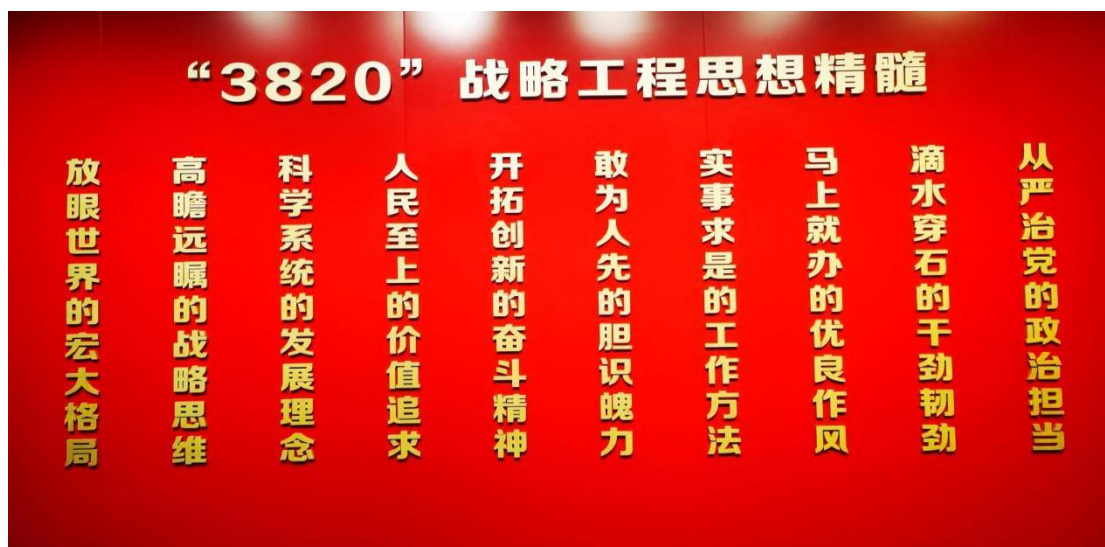 “3820”战略工程思想精髓
放眼世界的宏大格局
高瞻远瞩的战略思维
科学系统的发展理念
人民至上的价值追求
开拓创新的奋斗精神
敢为人先的胆识魄力
实事求是的工作方法
马上就办的优良作风
滴水穿石的干劲韧劲
从严治党的政治担当